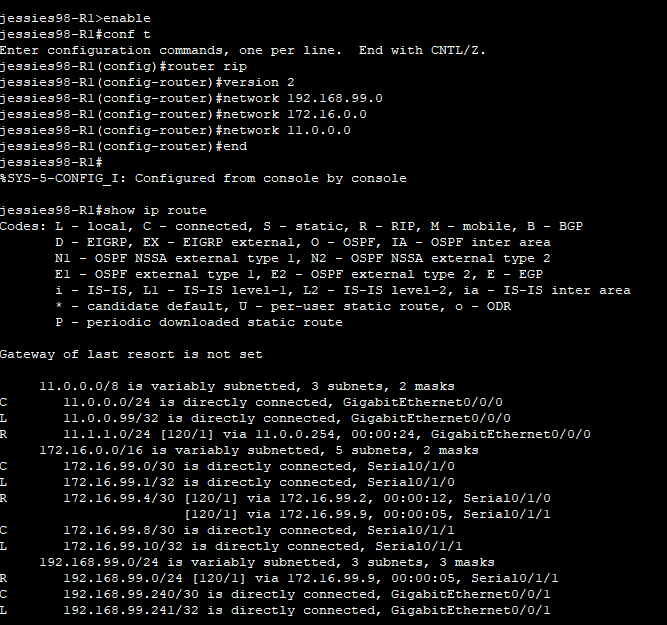 jessies98-R1>enable
jessies98-R1#conf t
Enter configuration commands, one per line.  End with CNTL/Z.
jessies98-R1(config)#router rip
jessies98-R1(config-router)#version 2
jessies98-R1(config-router)#network 192.168.99.0
jessies98-R1(config-router)#network 172.16.0.0
jessies98-R1(config-router)#network 11.0.0.0
jessies98-R1(config-router)#end
jessies98-R1#
%SYS-5-CONFIG_I: Configured from console by console

jessies98-R1#show ip route
Codes: L - local, C - connected, S - static, R - RIP, M - mobile, B - BGP
       D - EIGRP, EX - EIGRP external, O - OSPF, IA - OSPF inter area
       N1 - OSPF NSSA external type 1, N2 - OSPF NSSA external type 2
       E1 - OSPF external type 1, E2 - OSPF external type 2, E - EGP
       i - IS-IS, L1 - IS-IS level-1, L2 - IS-IS level-2, ia - IS-IS inter area
       * - candidate default, U - per-user static route, o - ODR
       P - periodic downloaded static route

Gateway of last resort is not set

     11.0.0.0/8 is variably subnetted, 3 subnets, 2 masks
C       11.0.0.0/24 is directly connected, GigabitEthernet0/0/0
L       11.0.0.99/32 is directly connected, GigabitEthernet0/0/0
R       11.1.1.0/24 [120/1] via 11.0.0.254, 00:00:24, GigabitEthernet0/0/0
     172.16.0.0/16 is variably subnetted, 5 subnets, 2 masks
C       172.16.99.0/30 is directly connected, Serial0/1/0
L       172.16.99.1/32 is directly connected, Serial0/1/0
R       172.16.99.4/30 [120/1] via 172.16.99.2, 00:00:12, Serial0/1/0
                       [120/1] via 172.16.99.9, 00:00:05, Serial0/1/1
C       172.16.99.8/30 is directly connected, Serial0/1/1
L       172.16.99.10/32 is directly connected, Serial0/1/1
     192.168.99.0/24 is variably subnetted, 3 subnets, 3 masks
R       192.168.99.0/24 [120/1] via 172.16.99.9, 00:00:05, Serial0/1/1
C       192.168.99.240/30 is directly connected, GigabitEthernet0/0/1
L       192.168.99.241/32 is directly connected, GigabitEthernet0/0/1